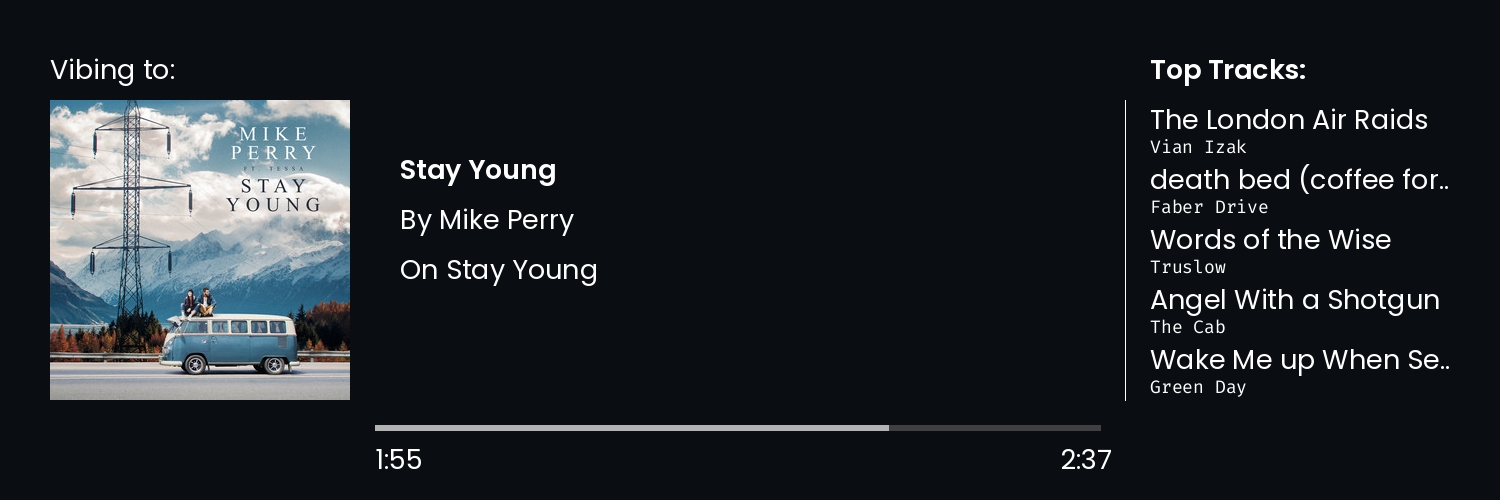 Vibing to:
MIKE
PERRY
FT. TESSA
STAY
YOUNG
Stay Young
By Mike Perry
On Stay Young
1:55
2:37
Top Tracks:
The London Air Raids
Vian Izak
death bed (coffee for..
Faber Drive
Words of the Wise
Truslow
Angel With a Shotgun
The Cab
Wake Me up When Se..
Green Day